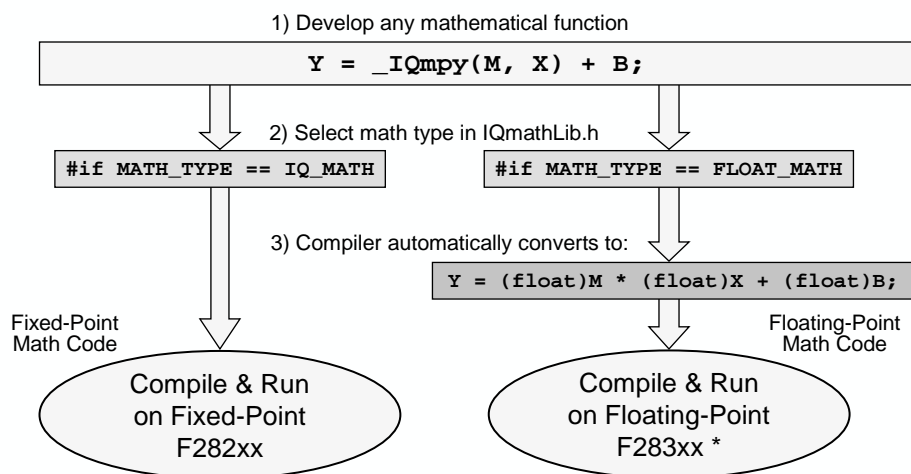 1) Develop any mathematical function
Y = _IQmpy(M, X) + B;
2) Select math type in IQmathLib.h
#if MATH_TYPE == IQ_MATH
#if MATH_TYPE == FLOAT_MATH
3) Compiler automatically converts to:
Y = (float)M * (float)X + (float)B;
Fixed-Point
Math Code
Floating-Point
Math Code
Compile & Run
on Fixed-Point
F282xx
Compile & Run
on Floating-Point
F283xx *